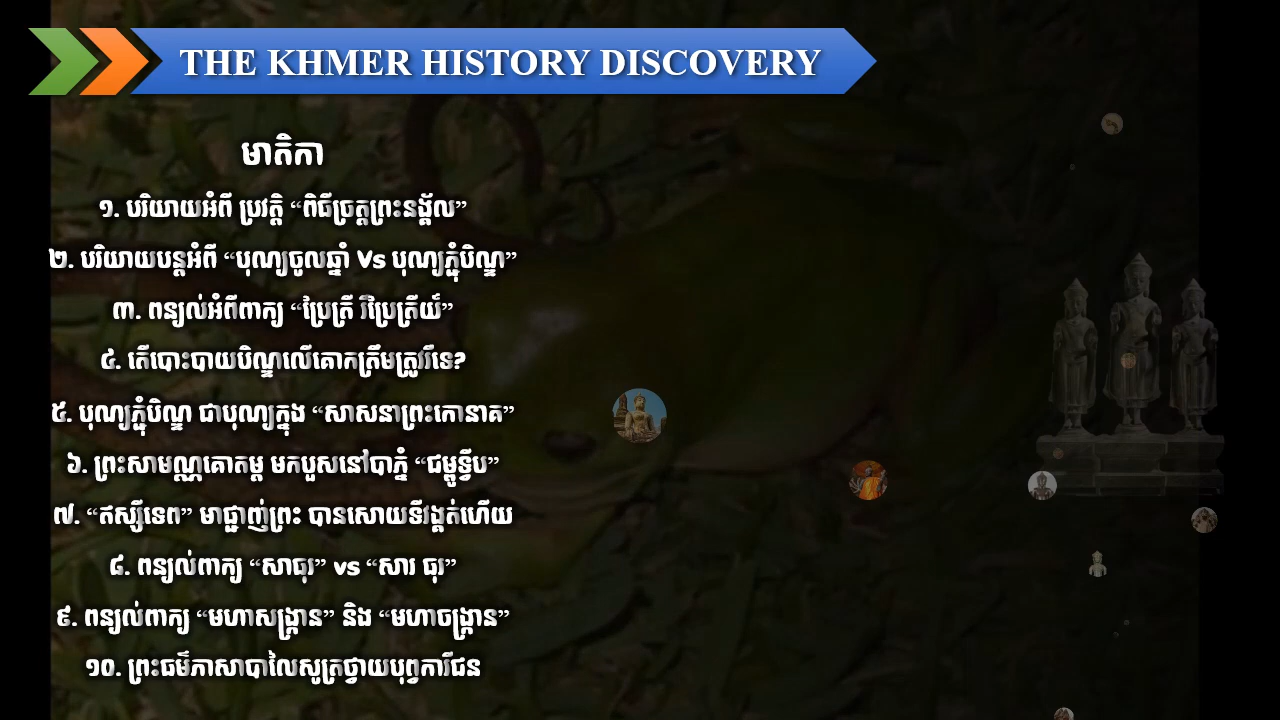 THE KHMER HISTORY DISCOVERY
មាតិកា
១. បរិយាយអំពី ប្រវត្តិ “ពិធីច្រត្តព្រះនង្គ័ល”
២. បរិយាយបន្តអំពី “បុណ្យចូលឆ្នាំ Vs បុណ្យភ្ជុំបិណ្ឌ”
៣. ពន្យល់អំពីពាក្យ “ប្រៃត្រី រឺប្រៃត្រីយ៍”
៤. តើបោះបាយបិណ្ឌលើគោកត្រឹមត្រូវរឺទេ?
៥. បុណ្យភ្ជុំបិណ្ឌ ជាបុណ្យក្នុង “សាសនាព្រះកោនាគ”
៦. ព្រះសាមណ្ណគោតម្ត មកបួសនៅបាភ្នំ “ជម្ពូទ្វីប”
៧. “ឥស្សីទេព” មាផ្ចាញ់ព្រះ បានសោយទីវង្គត់ហើយ
៨. ពន្យល់ពាក្យ “សាធុរ” vs “សារ ធុរ”
៩. ពន្យល់ពាក្យ “មហាសង្ក្រាន” និង “មហាចង្ក្រាន”
១០. ព្រះធម៌ភាសាបាលៃសូត្រថ្វាយបុព្វការីជន